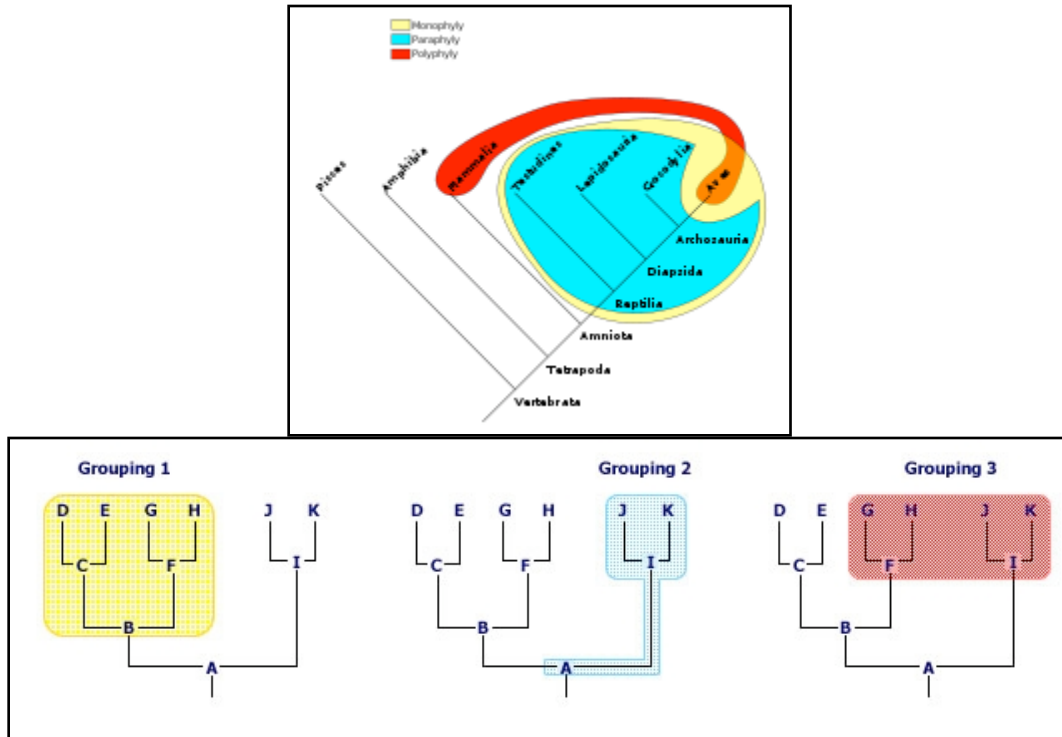 Monophyly
Paraphyly
Polyphyly
Pisces
Amphibia
Mammalia
Testudines
Lepidosauria
Crocodylia
Aves
Archosauria
Diapsida
Reptilia
Amniota
Tetrapoda
Vertebrata
Grouping 1
Grouping 2
Grouping 3
D E G H J K
D E G H J K
D E G H J K
C F I
C F I
C F I
B
B
B
A
A
A